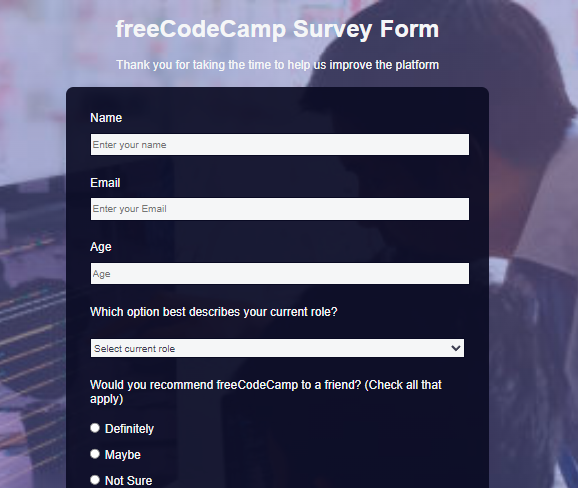 freeCodeCamp Survey Form
Thank you for taking the time to help us improve the platform
Name
Enter your name
Email
Enter your Email
Age
Age
Which option best describes your current role?
Select current role
Would you recommend freeCodeCamp to a friend? (Check all that
apply)
Definitely
Maybe
Not Sure